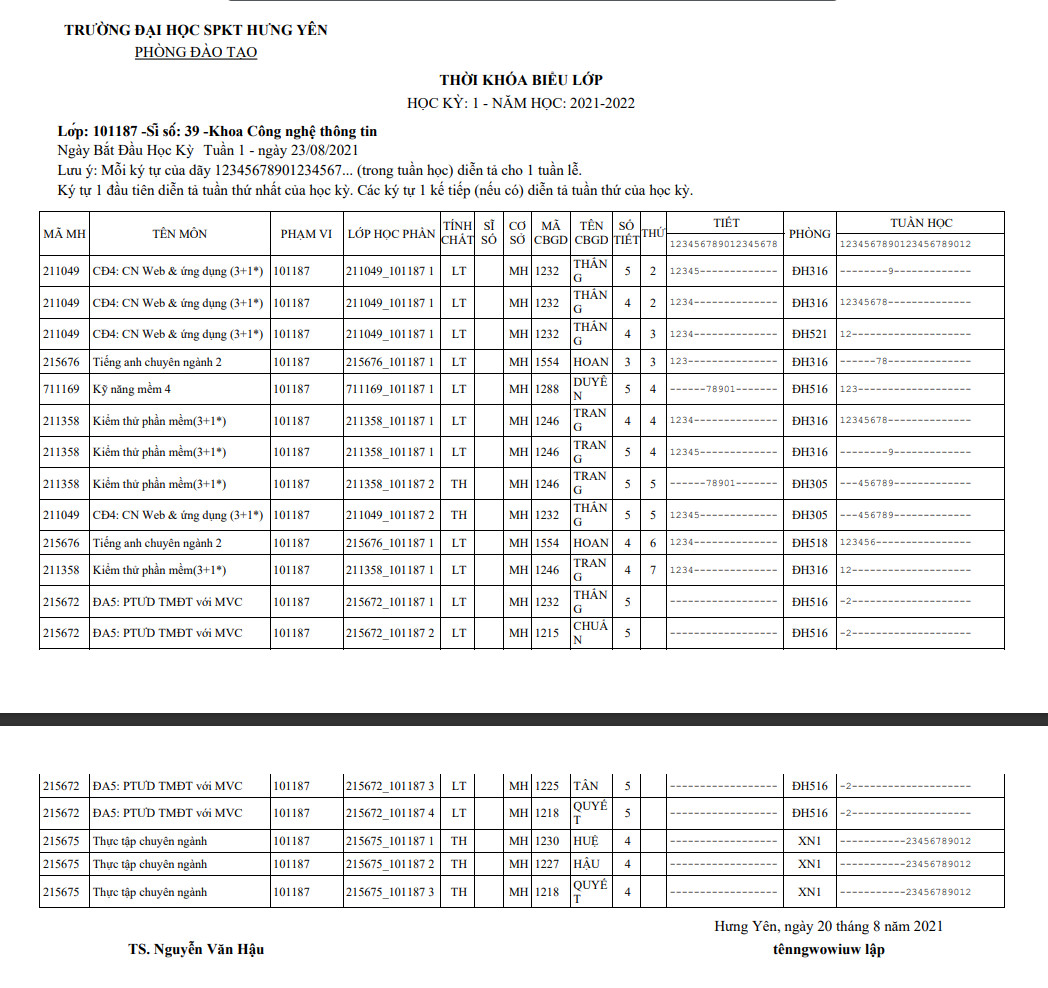 TRƯỜNG ĐẠI HỌC SPKT HƯNG YÊN
PHÒNG ĐÀO TẠO
THỜI KHÓA BIỂU LỚP
HỌC KỲ: 1 - NĂM HỌC: 2021-2022
Lớp: 101187 -Sĩ số: 39 -Khoa Công nghệ thông tin
Ngày Bắt Đầu Học Kỳ Tuần 1 - ngày 23/08/2021
Lưu ý: Mỗi ký tự của dãy 12345678901234567... (trong tuần học) diễn tả cho 1 tuần lễ.
Ký tự 1 đầu tiên diễn tả tuần thứ nhất của học kỳ. Các ký tự 1 kế tiếp (nếu có) diễn tả tuần thứ của học kỳ.
MÃ MH TÊN MÔN PHẠM VI LỚP HỌC PHẦN TÍNH CHẤT SĨ SỐ CƠ SỞ MÃ CBGD TÊN CBGD SỐ TIẾT THỨ TIẾT 123456789012345678 PHÒNG TUẦN HỌC 1234567890123456789012
211049 CĐ4: CN Web & ứng dụng (3+1*) 101187 211049_101187 1 LT MH 1232 THẮNG 5 2 12345------------- ĐH316 --------9-------------
211049 CĐ4: CN Web & ứng dụng (3+1*) 101187 211049_101187 1 LT MH 1232 THẮNG 4 2 1234-------------- ĐH316 12345678--------------
211049 CĐ4: CN Web & ứng dụng (3+1*) 101187 211049_101187 1 LT MH 1232 THẮNG 4 3 1234-------------- ĐH521 12--------------------
215676 Tiếng anh chuyên ngành 2 101187 215676_101187 1 LT MH 1554 HOAN 3 3 123--------------- ĐH316 ------78--------------
711169 Kỹ năng mềm 4 101187 711169_101187 1 LT MH 1288 DUYÊN 5 4 ------78901------- ĐH516 123-------------------
211358 Kiểm thử phần mềm(3+1*) 101187 211358_101187 1 LT MH 1246 TRANG 4 4 1234-------------- ĐH316 12345678--------------
211358 Kiểm thử phần mềm(3+1*) 101187 211358_101187 1 LT MH 1246 TRANG 5 4 12345------------- ĐH316 --------9-------------
211358 Kiểm thử phần mềm(3+1*) 101187 211358_101187 2 TH MH 1246 TRANG 5 5 ------78901------- ĐH305 ---456789-------------
211049 CĐ4: CN Web & ứng dụng (3+1*) 101187 211049_101187 2 TH MH 1232 THẮNG 5 5 12345------------- ĐH305 ---456789-------------
215676 Tiếng anh chuyên ngành 2 101187 215676_101187 1 LT MH 1554 HOAN 4 6 1234-------------- ĐH518 123456----------------
211358 Kiểm thử phần mềm(3+1*) 101187 211358_101187 1 LT MH 1246 TRANG 4 7 1234-------------- ĐH316 12--------------------
215672 ĐA5: PTƯD TMĐT với MVC 101187 215672_101187 1 LT MH 1232 THẮNG 5 ------------------ ĐH516 -2--------------------
215672 ĐA5: PTƯD TMĐT với MVC 101187 215672_101187 2 LT MH 1215 CHUẨN 5 ------------------ ĐH516 -2--------------------
215672 ĐA5: PTƯD TMĐT với MVC 101187 215672_101187 3 LT MH 1225 TÂN 5 ------------------ ĐH516 -2--------------------
215672 ĐA5: PTƯD TMĐT với MVC 101187 215672_101187 4 LT MH 1218 QUYẾT 5 ------------------ ĐH516 -2--------------------
215675 Thực tập chuyên ngành 101187 215675_101187 1 TH MH 1230 HUỆ 4 ------------------ XN1 -----------23456789012
215675 Thực tập chuyên ngành 101187 215675_101187 2 TH MH 1227 HẬU 4 ------------------ XN1 -----------23456789012
215675 Thực tập chuyên ngành 101187 215675_101187 3 TH MH 1218 QUYẾT 4 ------------------ XN1 -----------23456789012
Hưng Yên, ngày 20 tháng 8 năm 2021
TS. Nguyễn Văn Hậu tênngwowiuw lập